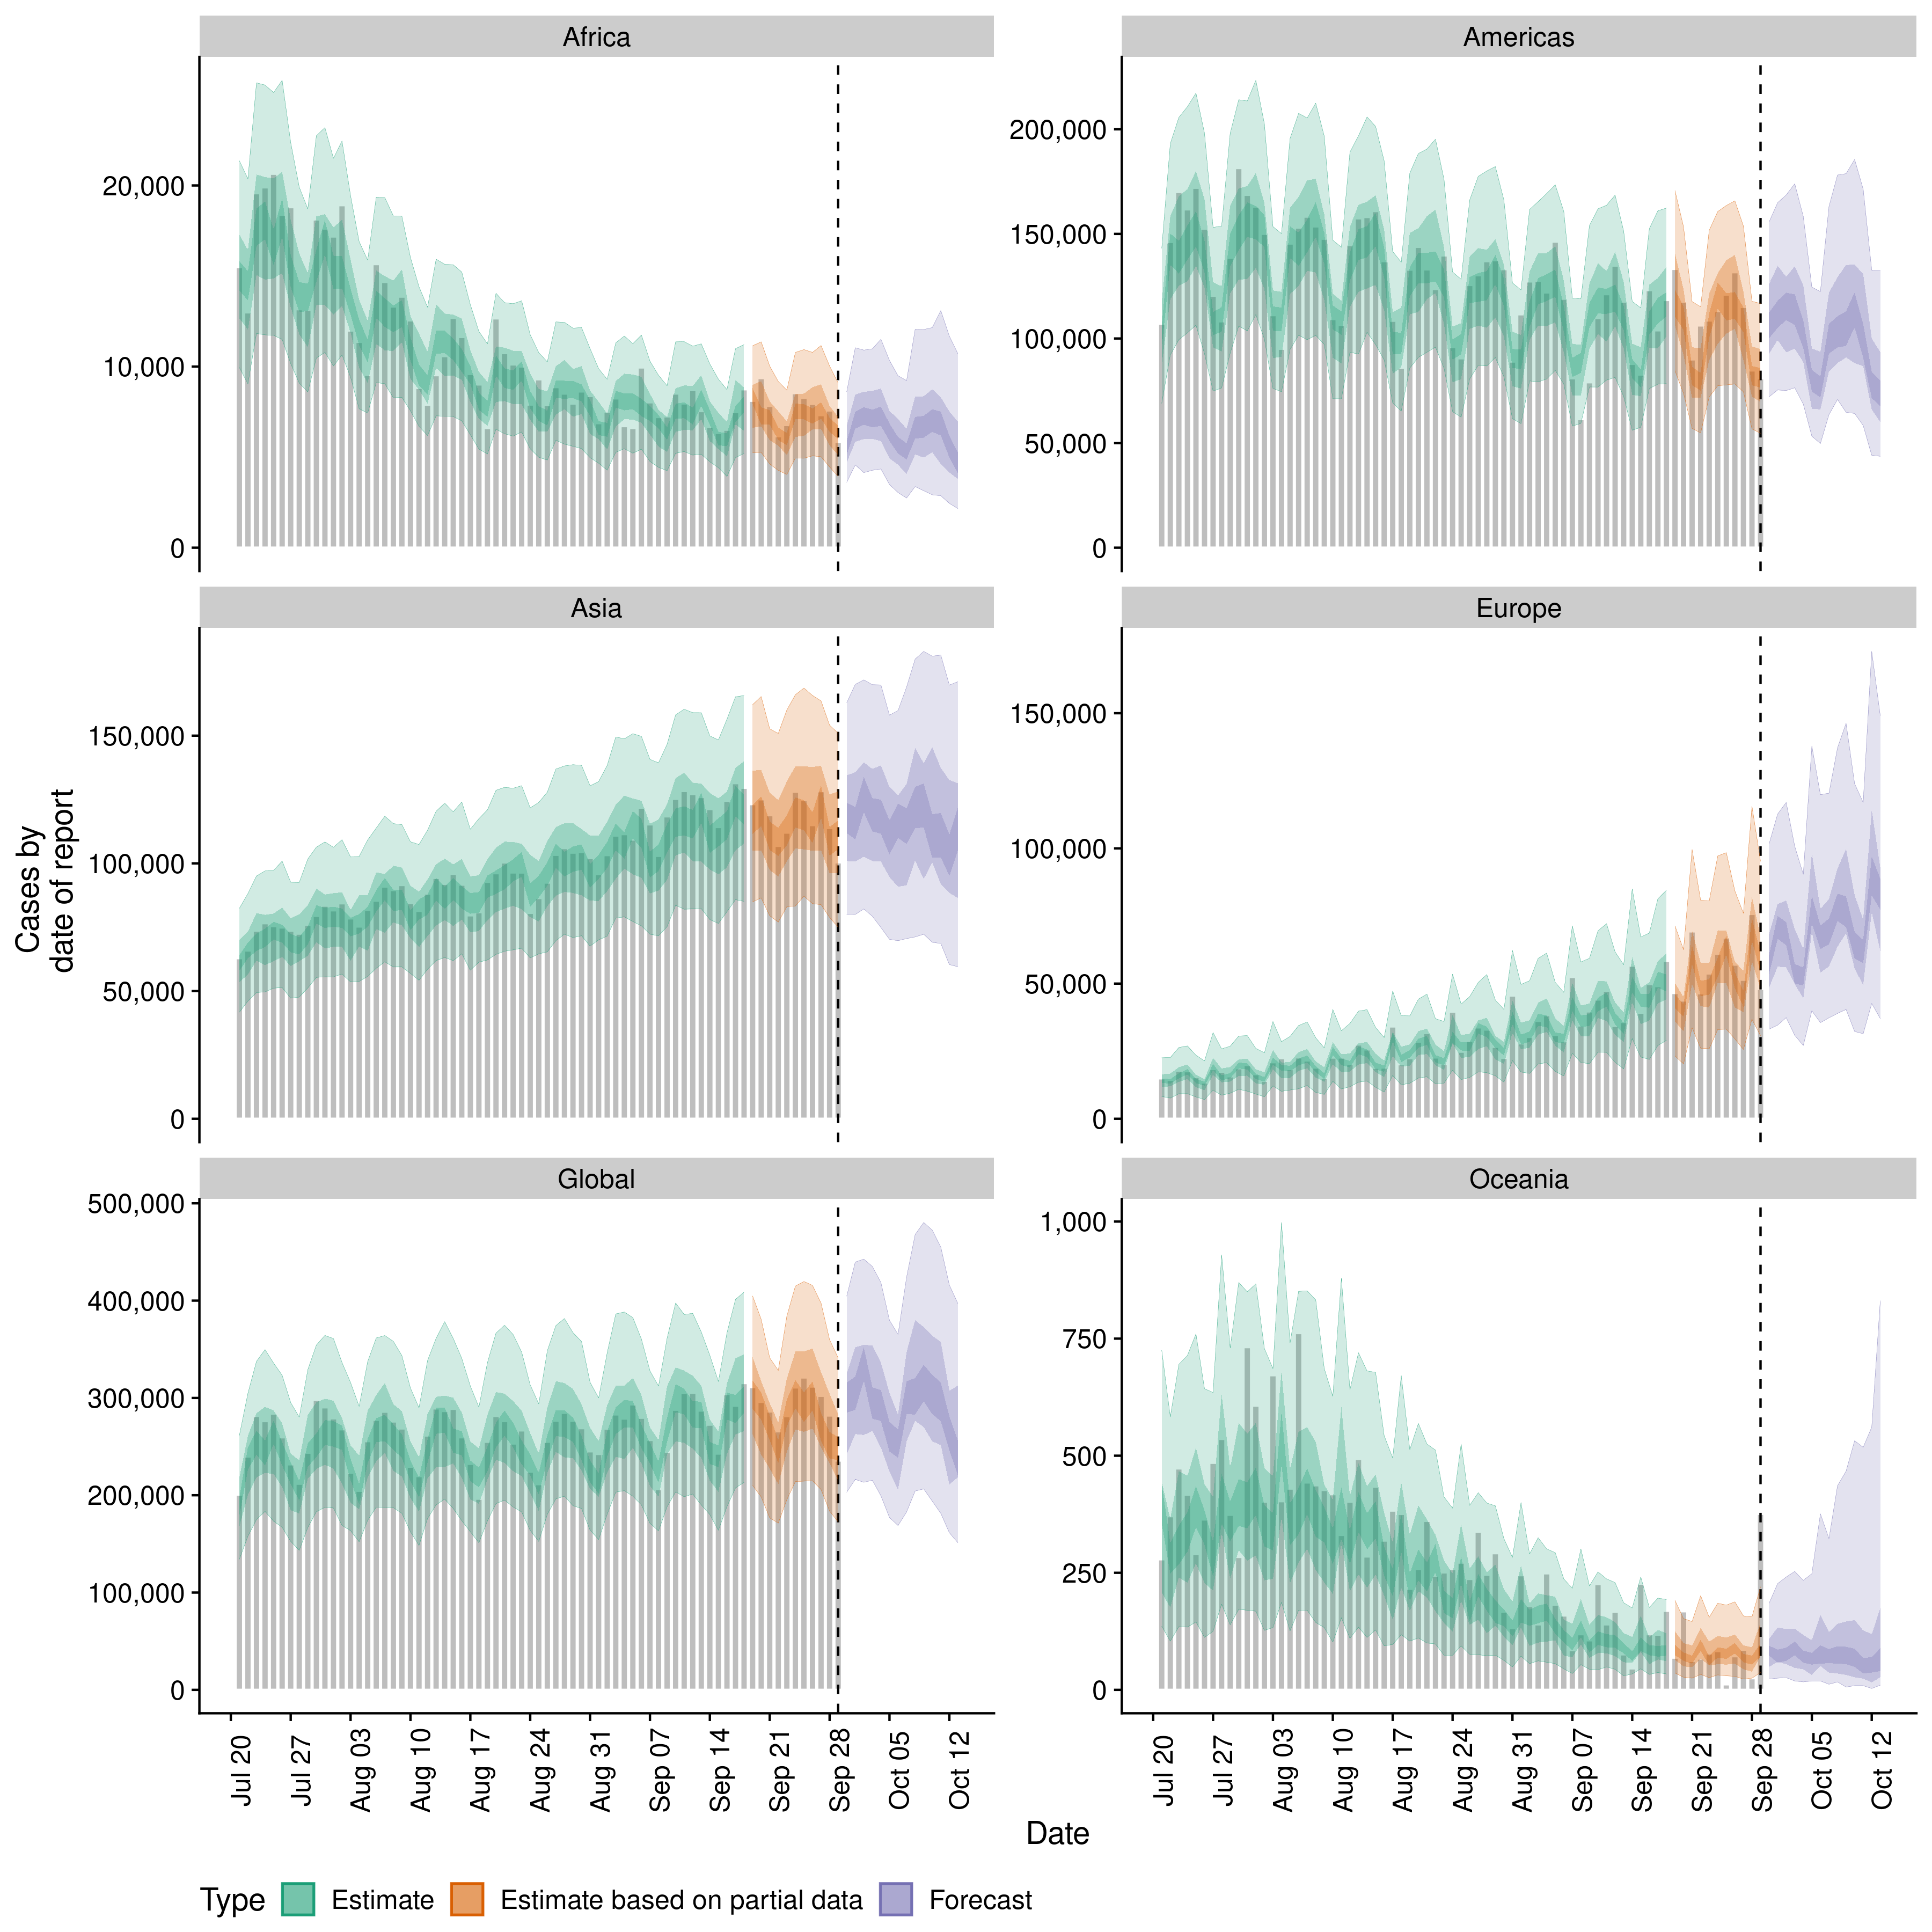 Africa
Americas
20,000
10,000
0
200,000
150,000
100,000
50,000
0
Asia
Europe
150,000
100,000
50,000
0
150,000
100,000
50,000
0
Global
Oceania
500,000
400,000
300,000
200,000
100,000
0
1,000
750
500
250
0
Cases by
date of report
Jul 20
Jul 27
Aug 03
Aug 10
Aug 17
Aug 24
Aug 31
Sep 07
Sep 14
Sep 21
Sep 28
Oct 05
Oct 12
Jul 20
Jul 27
Aug 03
Aug 10
Aug 17
Aug 24
Aug 31
Sep 07
Sep 14
Sep 21
Sep 28
Oct 05
Oct 12
Date
Type Estimate Estimate based on partial data Forecast